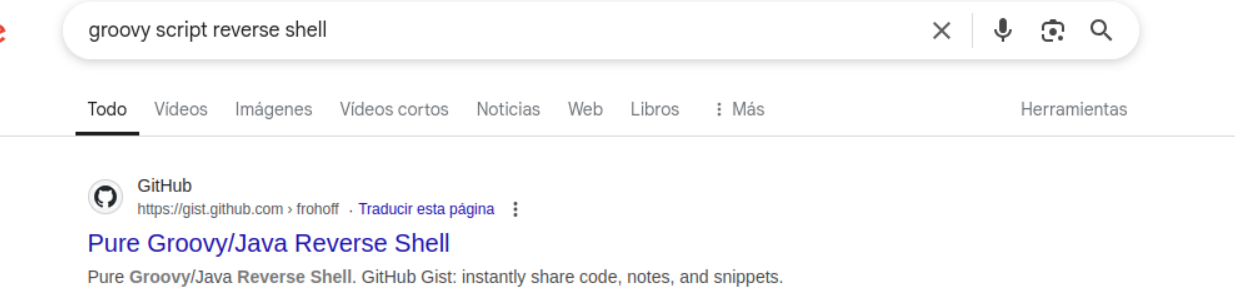 groovy script reverse shell
Todo Vídeos Imágenes Vídeos cortos Noticias Web Libros Más Herramientas
GitHub
https://gist.github.com › frohoff · Traducir esta página
Pure Groovy/Java Reverse Shell
Pure Groovy/Java Reverse Shell. GitHub Gist: instantly share code, notes, and snippets.